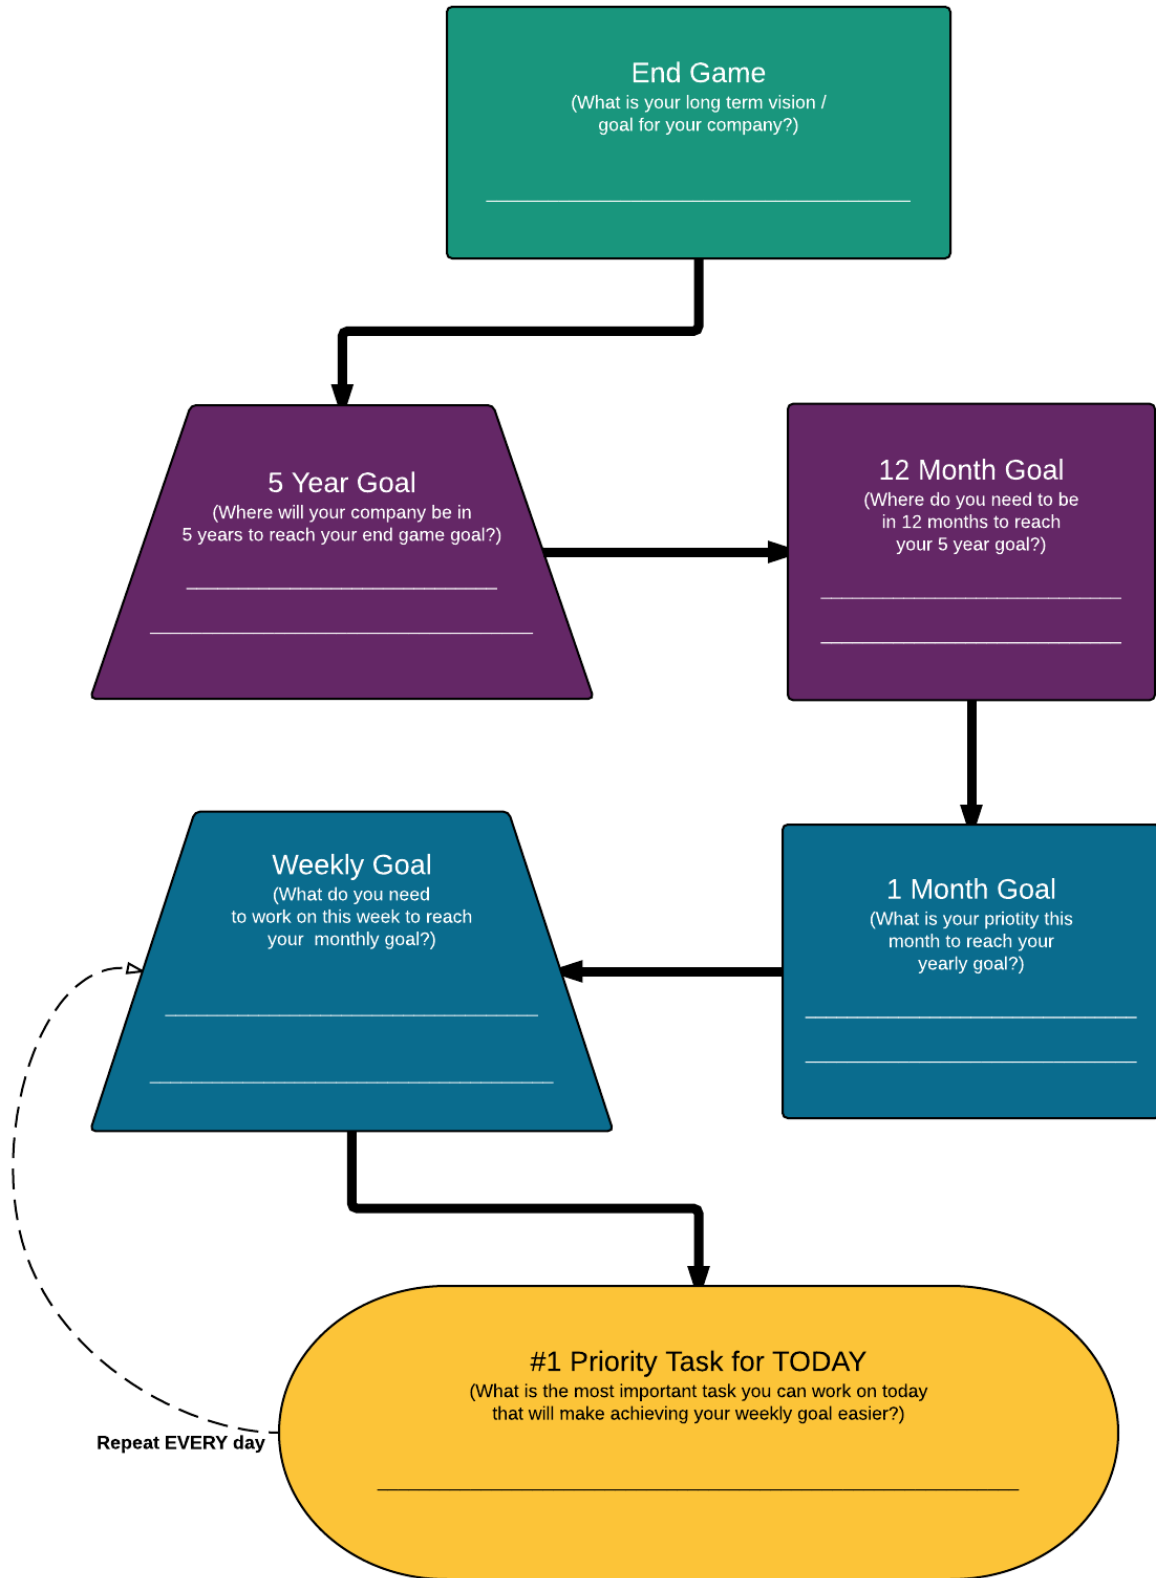 End Game
(What is your long term vision /
goal for your company?)
5 Year Goal
(Where will your company be in
5 years to reach your end game goal?)
12 Month Goal
(Where do you need to be
in 12 months to reach
your 5 year goal?)
Weekly Goal
(What do you need
to work on this week to reach
your  monthly goal?)
1 Month Goal
(What is your priotity this
month to reach your
yearly goal?)
#1 Priority Task for TODAY
(What is the most important task you can work on today
that will make achieving your weekly goal easier?)
Repeat EVERY day